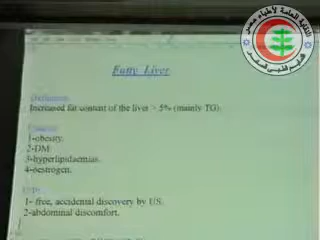 Fatty Liver
Definition:
Increased fat content of the liver > 5% (mainly TG).
Causes:
1-obesity.
2-DM.
3-hyperlipidaemias.
4-oestrogen.
C/P:
1- free, accidental discovery by US.
2-abdominal discomfort.